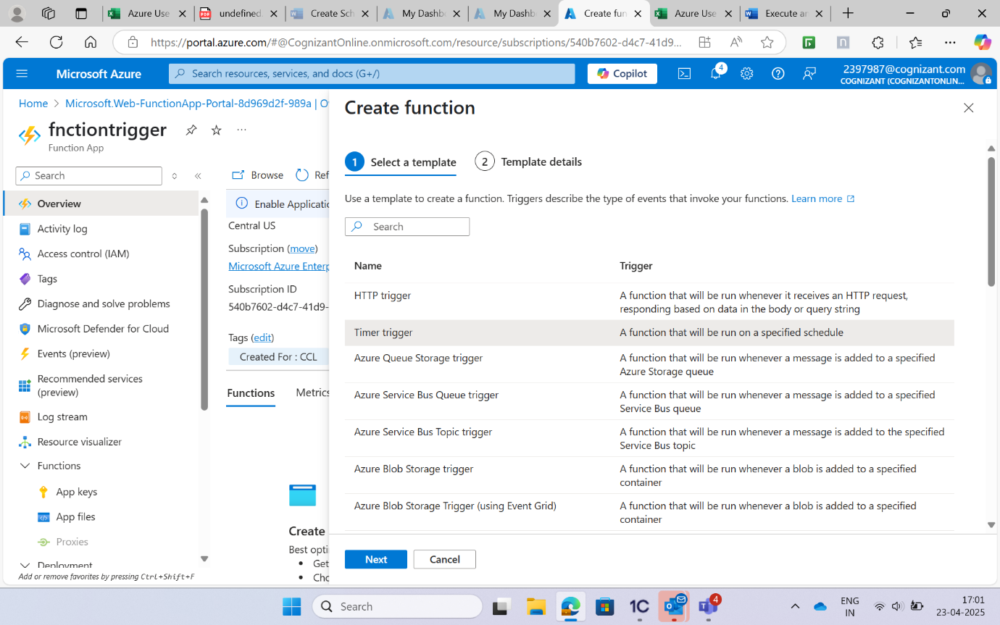 Azure Use
undefined.
Create Sch
My Dashb
My Dashb
Create fun
Azure Use
Execute an
https://portal.azure.com/#@CognizantOnline.onmicrosoft.com/resource/subscriptions/540b7602-d4c7-41d9...
Microsoft Azure
Search resources, services, and docs (G+/)
Copilot
4
2397987@cognizant.com
COGNIZANT (COGNIZANTONLIN...
Home > Microsoft.Web-FunctionApp-Portal-8d969d2f-989a | O
fnctiontrigger
Function App
Search
Overview
Activity log
Access control (IAM)
Tags
Diagnose and solve problems
Microsoft Defender for Cloud
Events (preview)
Recommended services
(preview)
Log stream
Resource visualizer
Functions
App keys
App files
Proxies
Deployment
Add or remove favorites by pressing Ctrl+Shift+F
Browse
Ref
Enable Applicatio
Central US
Subscription (move)
Microsoft Azure Enterp
Subscription ID
540b7602-d4c7-41d9-
Tags (edit)
Created For : CCL
Functions
Metrics
Create
Best opti
• Get
• Cho
Create function
1 Select a template
2 Template details
Use a template to create a function. Triggers describe the type of events that invoke your functions. Learn more
Search
Name
Trigger
HTTP trigger
A function that will be run whenever it receives an HTTP request,
responding based on data in the body or query string
Timer trigger
A function that will be run on a specified schedule
Azure Queue Storage trigger
A function that will be run whenever a message is added to a specified
Azure Storage queue
Azure Service Bus Queue trigger
A function that will be run whenever a message is added to a specified
Service Bus queue
Azure Service Bus Topic trigger
A function that will be run whenever a message is added to the specified
Service Bus topic
Azure Blob Storage trigger
A function that will be run whenever a blob is added to a specified
container
Azure Blob Storage Trigger (using Event Grid)
A function that will be run whenever a blob is added to a specified
container
Next
Cancel
Search
1C
4
ENG
IN
17:01
23-04-2025